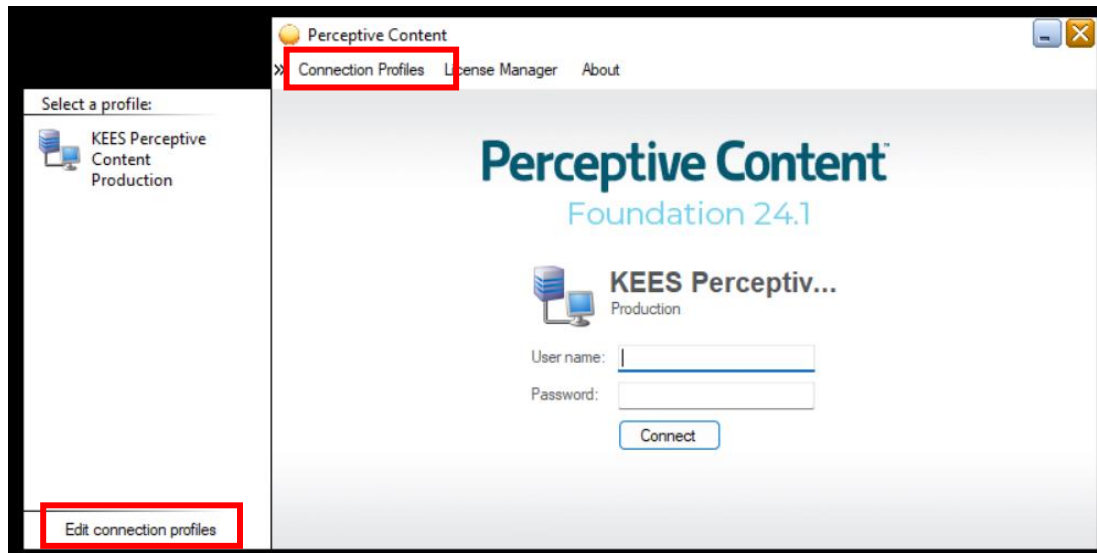 Perceptive Content
» Connection Profiles License Manager About
Select a profile:
KEES Perceptive
Content
Production
Perceptive Content™
Foundation 24.1
KEES Perceptiv...
Production
User name:
Password:
Connect
Edit connection profiles